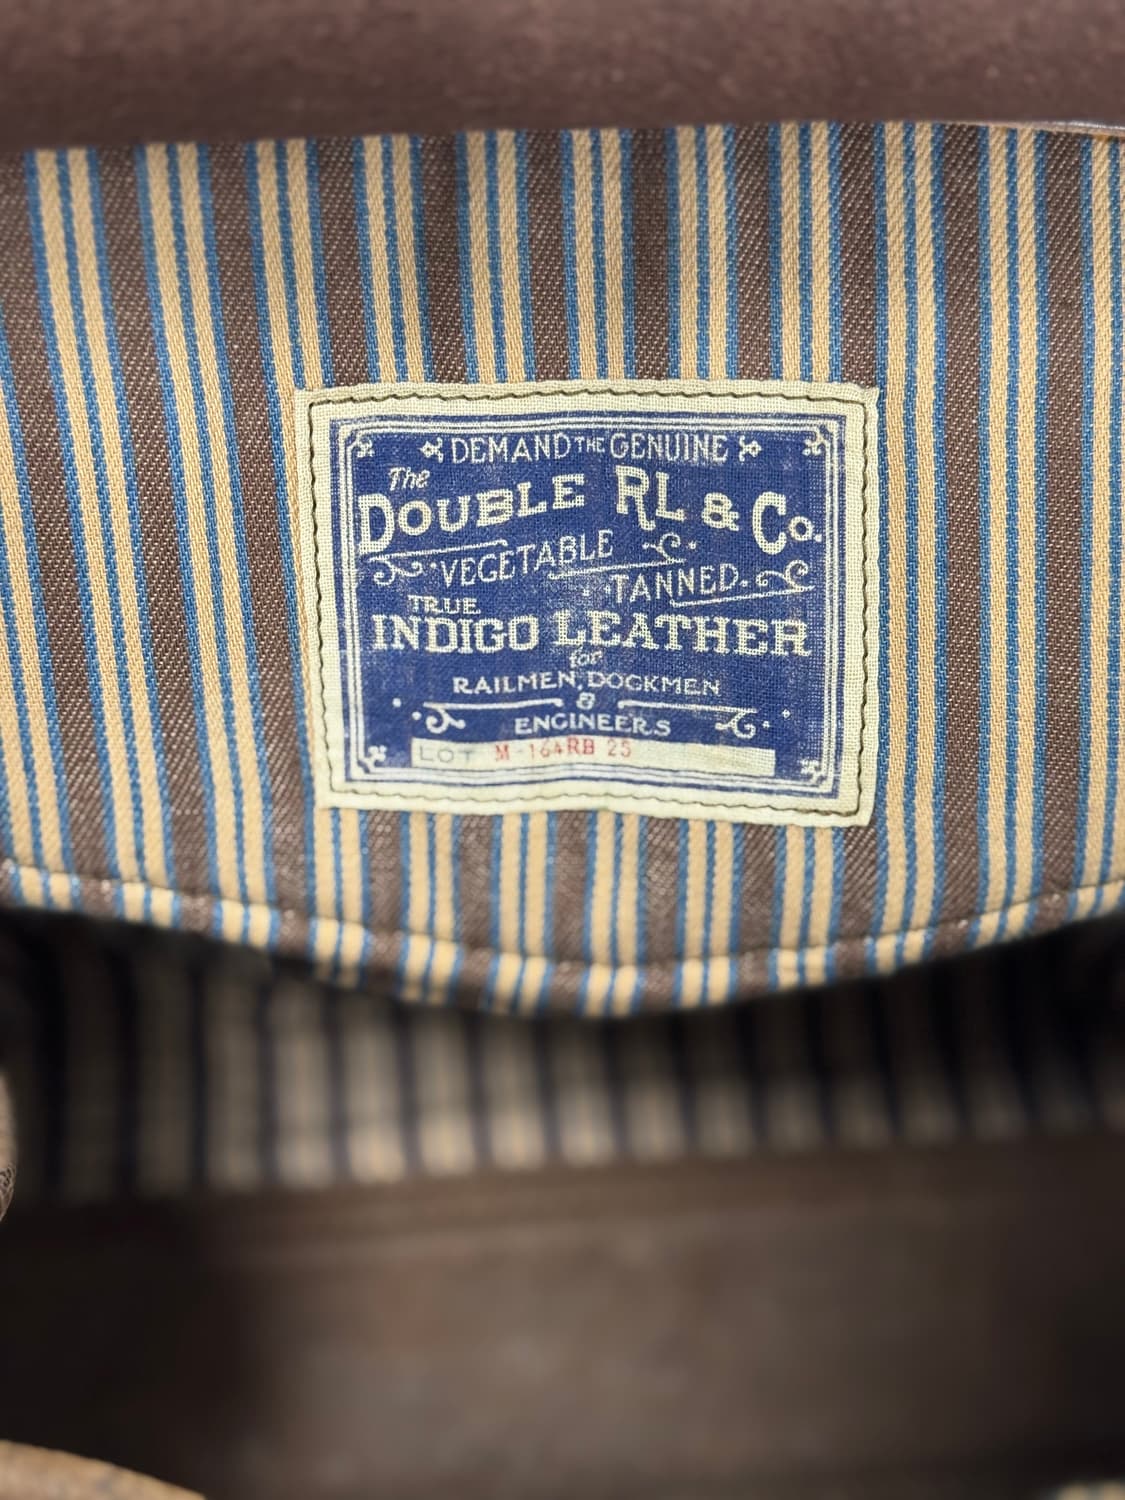 DEMAND THE GENUINE
The
DOUBLE RL & Co.
VEGETABLE
TANNED.
TRUE
INDIGO LEATHER
for
RAILMEN, DOCKMEN
&
ENGINEERS
LOT M-164RB 25